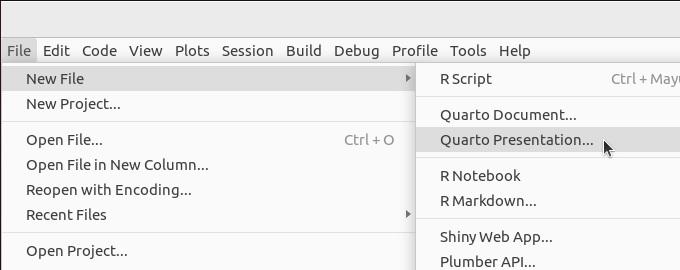 File Edit Code View Plots Session Build Debug Profile Tools Help
New File
New Project...
Open File... Ctrl + O
Open File in New Column...
Reopen with Encoding...
Recent Files
Open Project...
R Script Ctrl + Mayu
Quarto Document...
Quarto Presentation...
R Notebook
R Markdown...
Shiny Web App...
Plumber API...